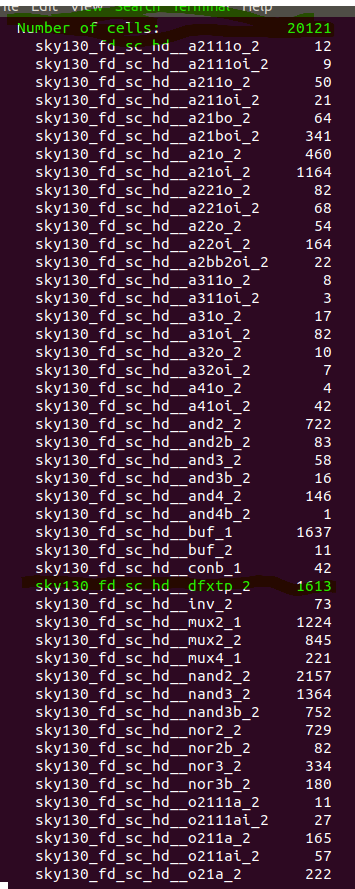 File Edit View Search Terminal Help
Number of cells: 20121
sky130_fd_sc_hd__a2111o_2 12
sky130_fd_sc_hd__a2111oi_2 9
sky130_fd_sc_hd__a211o_2 50
sky130_fd_sc_hd__a211oi_2 21
sky130_fd_sc_hd__a21bo_2 64
sky130_fd_sc_hd__a21boi_2 341
sky130_fd_sc_hd__a21o_2 460
sky130_fd_sc_hd__a21oi_2 1164
sky130_fd_sc_hd__a221o_2 82
sky130_fd_sc_hd__a221oi_2 68
sky130_fd_sc_hd__a22o_2 54
sky130_fd_sc_hd__a22oi_2 164
sky130_fd_sc_hd__a2bb2oi_2 22
sky130_fd_sc_hd__a311o_2 8
sky130_fd_sc_hd__a311oi_2 3
sky130_fd_sc_hd__a31o_2 17
sky130_fd_sc_hd__a31oi_2 82
sky130_fd_sc_hd__a32o_2 10
sky130_fd_sc_hd__a32oi_2 7
sky130_fd_sc_hd__a41o_2 4
sky130_fd_sc_hd__a41oi_2 42
sky130_fd_sc_hd__and2_2 722
sky130_fd_sc_hd__and2b_2 83
sky130_fd_sc_hd__and3_2 58
sky130_fd_sc_hd__and3b_2 16
sky130_fd_sc_hd__and4_2 146
sky130_fd_sc_hd__and4b_2 1
sky130_fd_sc_hd__buf_1 1637
sky130_fd_sc_hd__buf_2 11
sky130_fd_sc_hd__conb_1 42
sky130_fd_sc_hd__dfxtp_2 1613
sky130_fd_sc_hd__inv_2 73
sky130_fd_sc_hd__mux2_1 1224
sky130_fd_sc_hd__mux2_2 845
sky130_fd_sc_hd__mux4_1 221
sky130_fd_sc_hd__nand2_2 2157
sky130_fd_sc_hd__nand3_2 1364
sky130_fd_sc_hd__nand3b_2 752
sky130_fd_sc_hd__nor2_2 729
sky130_fd_sc_hd__nor2b_2 82
sky130_fd_sc_hd__nor3_2 334
sky130_fd_sc_hd__nor3b_2 180
sky130_fd_sc_hd__o2111a_2 11
sky130_fd_sc_hd__o2111ai_2 27
sky130_fd_sc_hd__o211a_2 165
sky130_fd_sc_hd__o211ai_2 57
sky130_fd_sc_hd__o21a_2 222